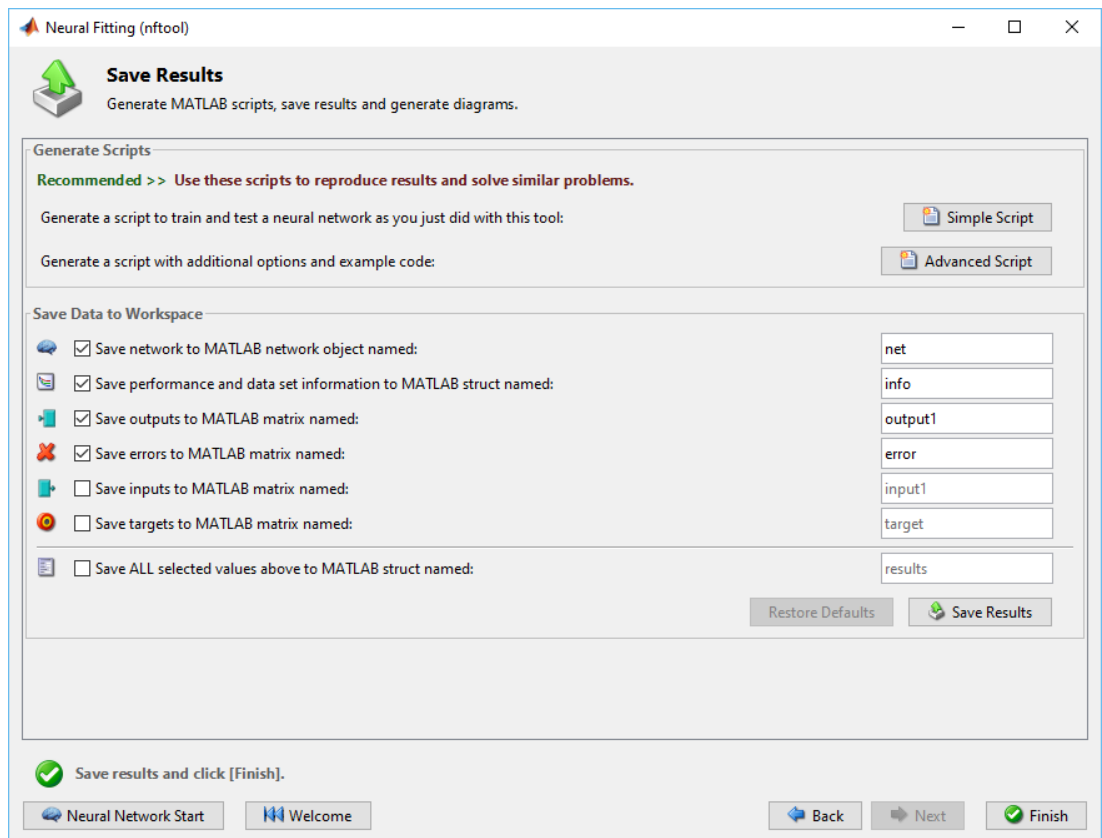 Neural Fitting (nftool)
Save Results
Generate MATLAB scripts, save results and generate diagrams.
Generate Scripts
Recommended >> Use these scripts to reproduce results and solve similar problems.
Generate a script to train and test a neural network as you just did with this tool: Simple Script
Generate a script with additional options and example code: Advanced Script
Save Data to Workspace
Save network to MATLAB network object named: net
Save performance and data set information to MATLAB struct named: info
Save outputs to MATLAB matrix named: output1
Save errors to MATLAB matrix named: error
Save inputs to MATLAB matrix named: input1
Save targets to MATLAB matrix named: target
Save ALL selected values above to MATLAB struct named: results
Restore Defaults Save Results
Save results and click [Finish].
Neural Network Start Welcome Back Next Finish